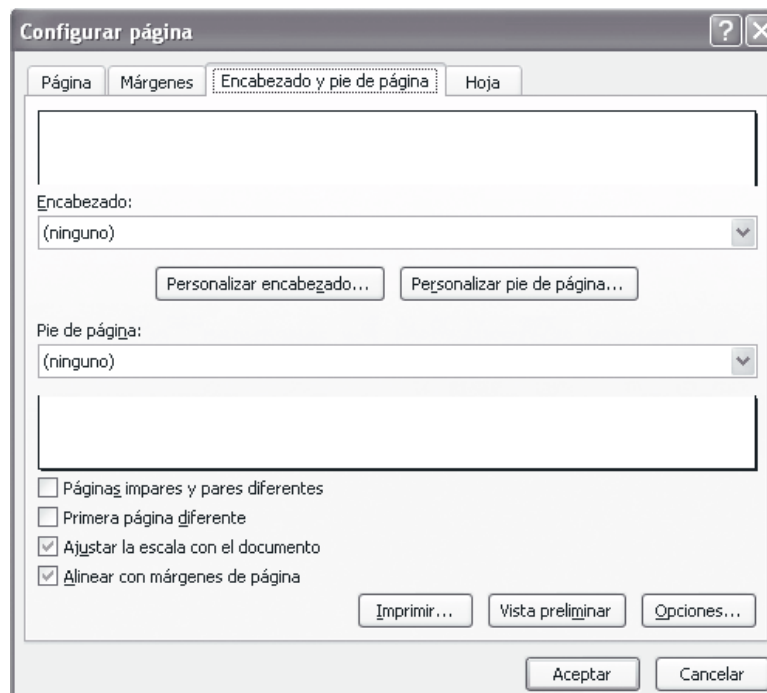 Configurar página
Página Márgenes Encabezado y pie de página Hoja
Encabezado:
(ninguno)
Personalizar encabezado... Personalizar pie de página...
Pie de página:
(ninguno)
Páginas impares y pares diferentes
Primera página diferente
Ajustar la escala con el documento
Alinear con márgenes de página
Imprimir... Vista preliminar Opciones...
Aceptar Cancelar